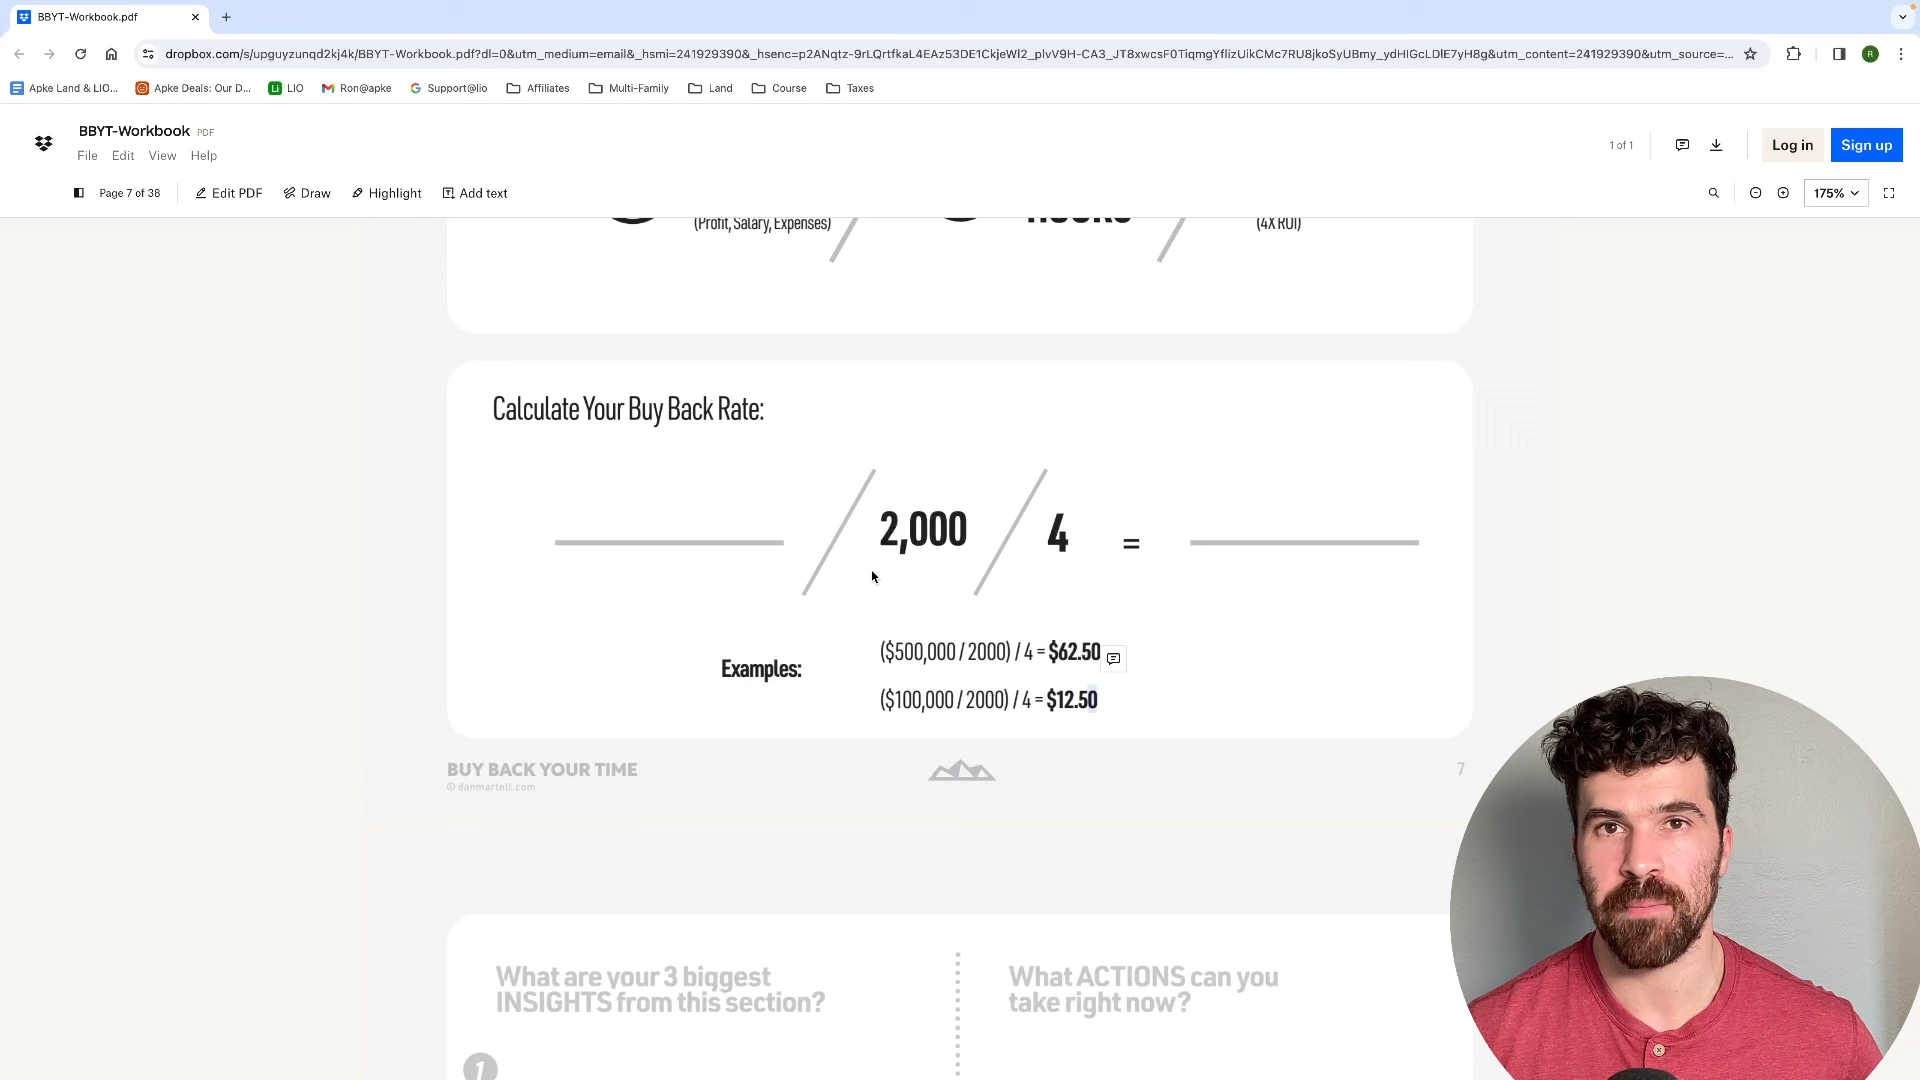 BBYT-Workbook.pdf
dropbox.com/s/upguyzunqd2kj4k/BBYT-Workbook.pdf?dl=0&utm_medium=email&_hsmi=241929390&_hsenc=p2ANqtz-9rLQrtfkaL4EAz53DE1CkjeWl2_plvV9H-CA3_JT8xwcsF0TiqmgYflizUikCMc7RU8jkoSyUBmy_ydHIGcLDlE7yH8g&utm_content=241929390&utm_source=...
R
Apke Land & LIO... Apke Deals: Our D... LIO Ron@apke Support@lio Affiliates Multi-Family Land Course Taxes
BBYT-Workbook PDF
File Edit View Help
1 of 1
Log in
Sign up
Page 7 of 38
Edit PDF Draw Highlight Add text
175%
(Profit, Salary, Expenses)
(4X ROI)
Calculate Your Buy Back Rate:
/ 2,000 / 4 =
Examples:
($500,000 / 2000) / 4 = $62.50
($100,000 / 2000) / 4 = $12.50
BUY BACK YOUR TIME
© danmartell.com
7
What are your 3 biggest
INSIGHTS from this section?
What ACTIONS can you
take right now?
1